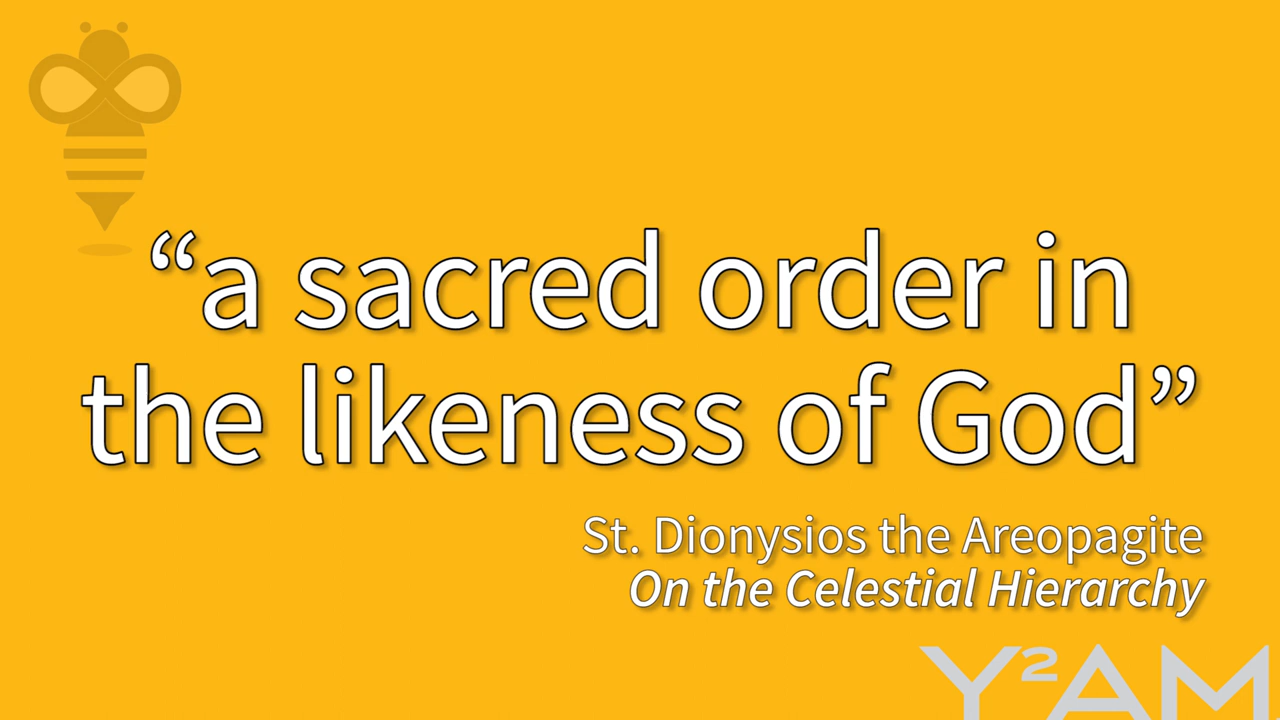 “a sacred order in
the likeness of God”
St. Dionysios the Areopagite
On the Celestial Hierarchy
Y²AM